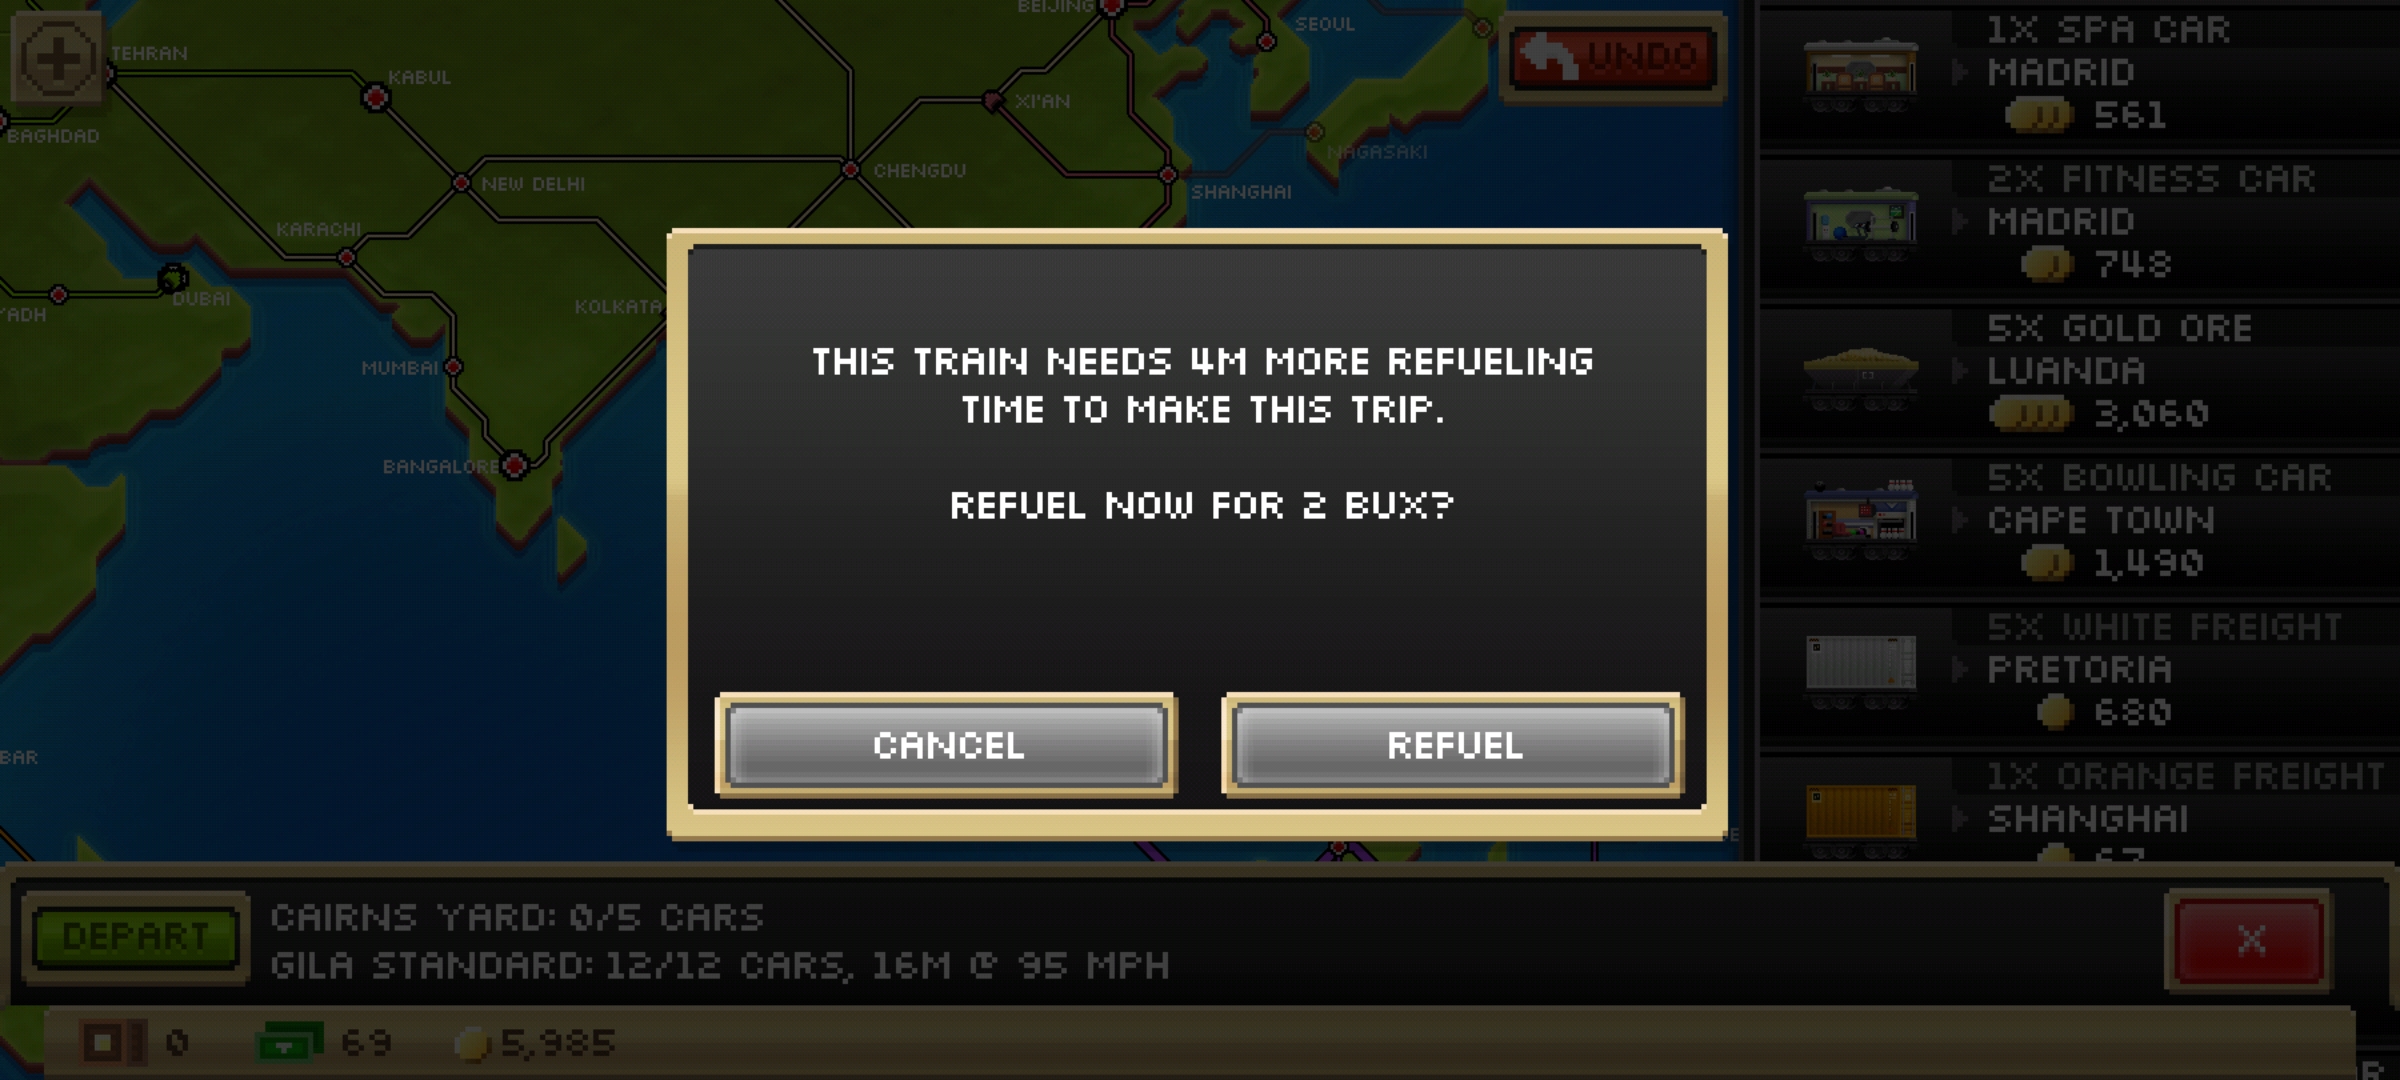 BEIJING
SEOUL
TEHRAN
KABUL
XI'AN
BAGHDAD
NAGASAKI
NEW DELHI
CHENGDU
SHANGHAI
KARACHI
DUBAI
KOLKATA
MUMBAI
BANGALORE
UNDO
1X SPA CAR
MADRID
561
2X FITNESS CAR
MADRID
748
5X GOLD ORE
LUANDA
3,060
5X BOWLING CAR
CAPE TOWN
1,490
5X WHITE FREIGHT
PRETORIA
680
1X ORANGE FREIGHT
SHANGHAI
67
THIS TRAIN NEEDS 4M MORE REFUELING
TIME TO MAKE THIS TRIP.
REFUEL NOW FOR 2 BUX?
CANCEL
REFUEL
DEPART
CAIRNS YARD: 0/5 CARS
GILA STANDARD: 12/12 CARS, 16M @ 95 MPH
X
0
69
5,985